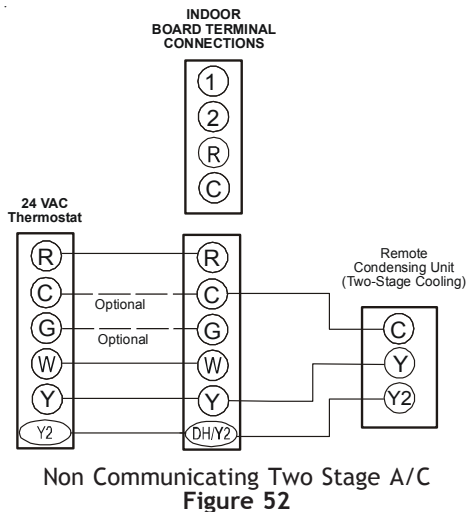 INDOOR
BOARD TERMINAL
CONNECTIONS
1
2
R
C
24 VAC
Thermostat
Remote
Condensing Unit
(Two-Stage Cooling)
R R
C Optional C C
G Optional G
W W Y
Y Y Y2
Y2 DH/Y2
Non Communicating Two Stage A/C
Figure 52